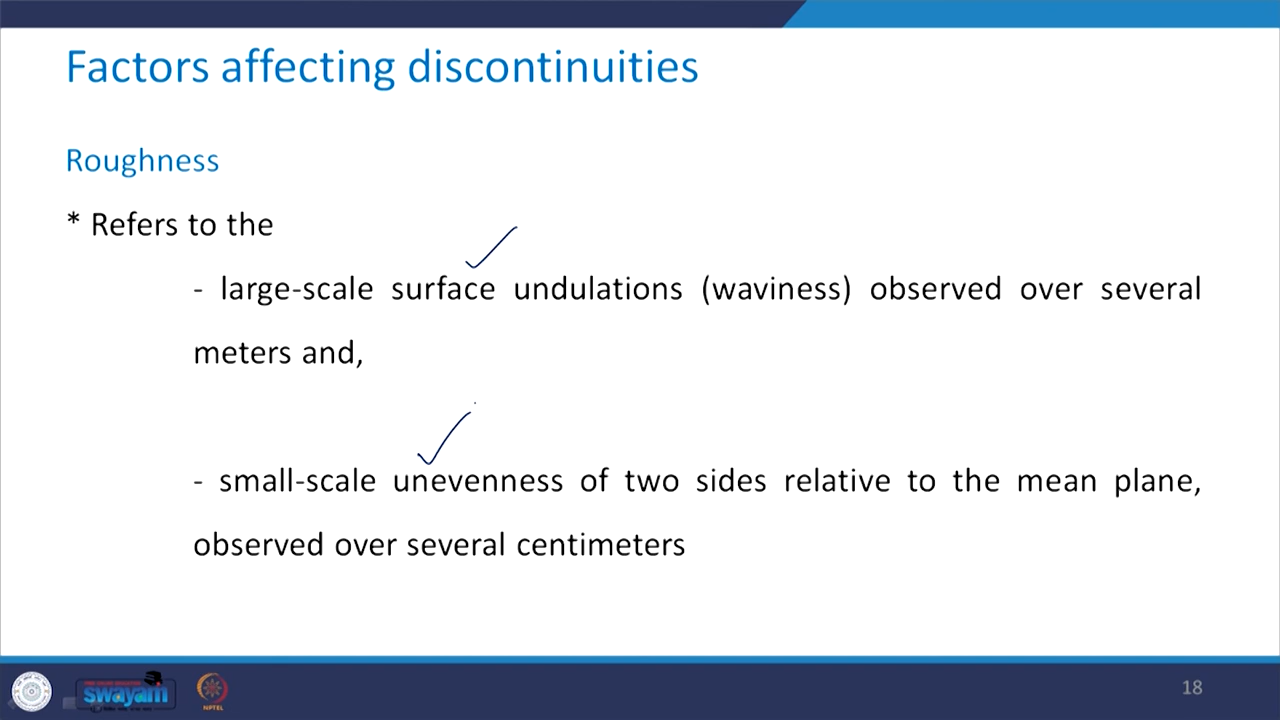 Factors affecting discontinuities
Roughness
* Refers to the
- large-scale surface undulations (waviness) observed over several
meters and,
- small-scale unevenness of two sides relative to the mean plane,
observed over several centimeters
swayam
NPTEL
18